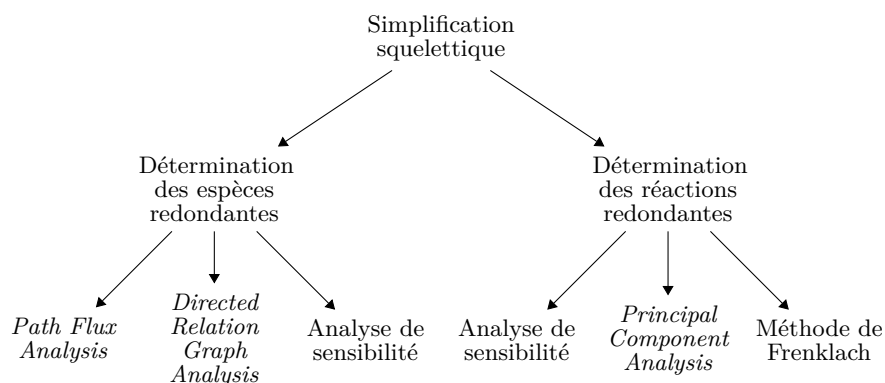 Simplification
squelettique
Détermination
des espèces
redondantes
Détermination
des réactions
redondantes
Path Flux
Analysis
Directed
Relation
Graph
Analysis
Analyse de
sensibilité
Analyse de
sensibilité
Principal
Component
Analysis
Méthode de
Frenklach